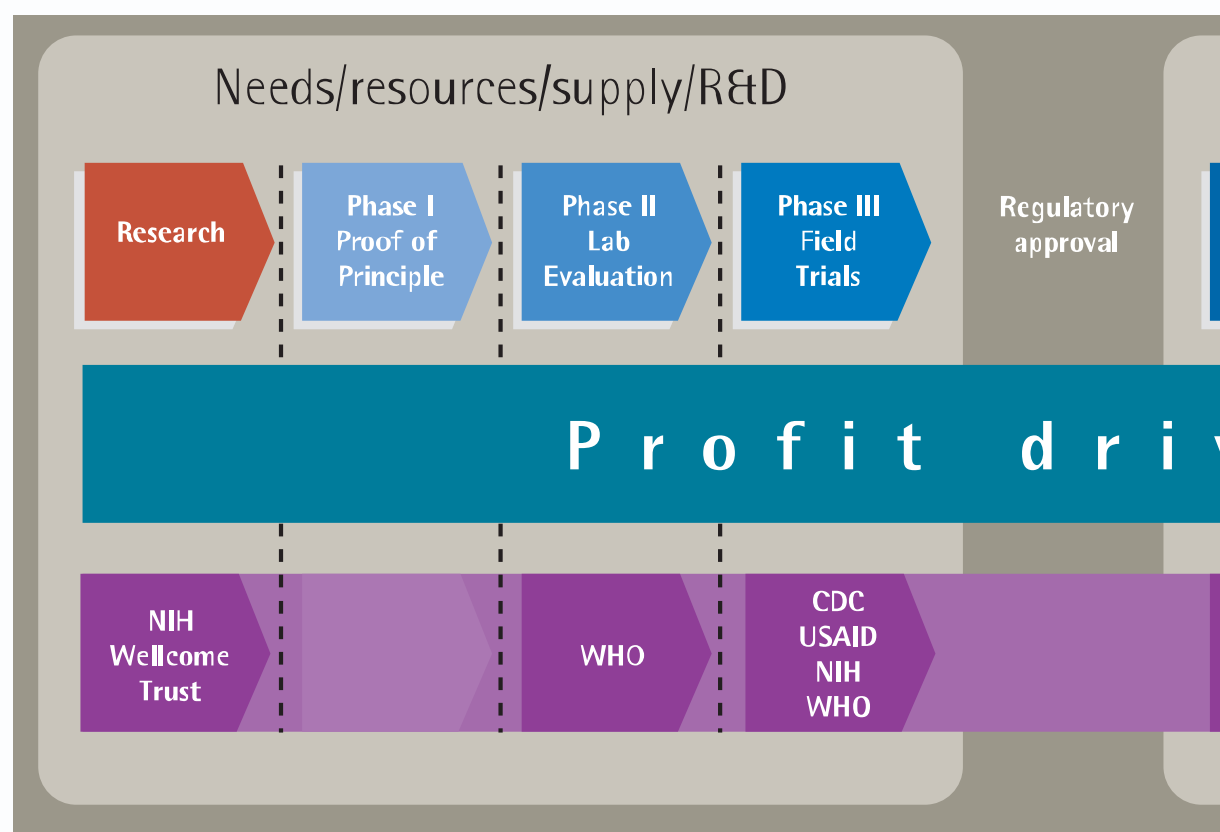 Needs/resources/supply/R&D
Research
Phase I
Proof of
Principle
Phase II
Lab
Evaluation
Phase III
Field
Trials
Regulatory
approval
Profit
NIH
Wellcome
Trust
WHO
CDC
USAID
NIH
WHO